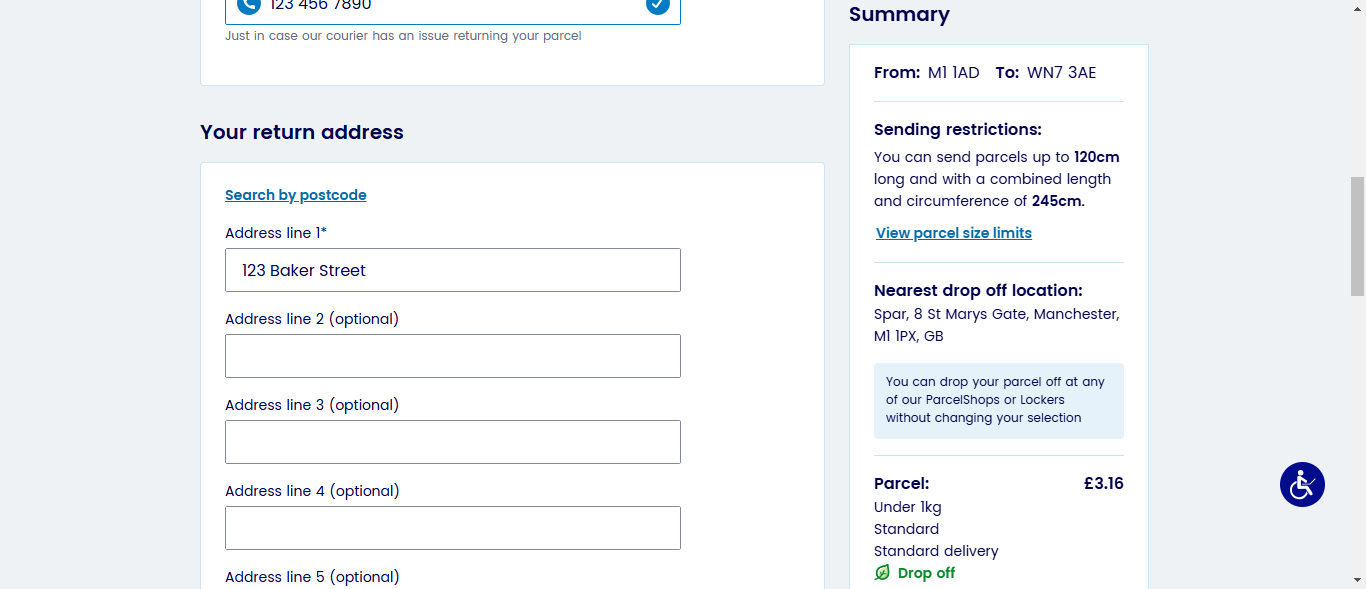 123 456 7890
Just in case our courier has an issue returning your parcel
Your return address
Search by postcode
Address line 1*
123 Baker Street
Address line 2 (optional)
Address line 3 (optional)
Address line 4 (optional)
Address line 5 (optional)
Summary
From: M1 1AD To: WN7 3AE
Sending restrictions:
You can send parcels up to 120cm
long and with a combined length
and circumference of 245cm.
View parcel size limits
Nearest drop off location:
Spar, 8 St Marys Gate, Manchester,
M1 1PX, GB
You can drop your parcel off at any
of our ParcelShops or Lockers
without changing your selection
Parcel: £3.16
Under 1kg
Standard
Standard delivery
Drop off